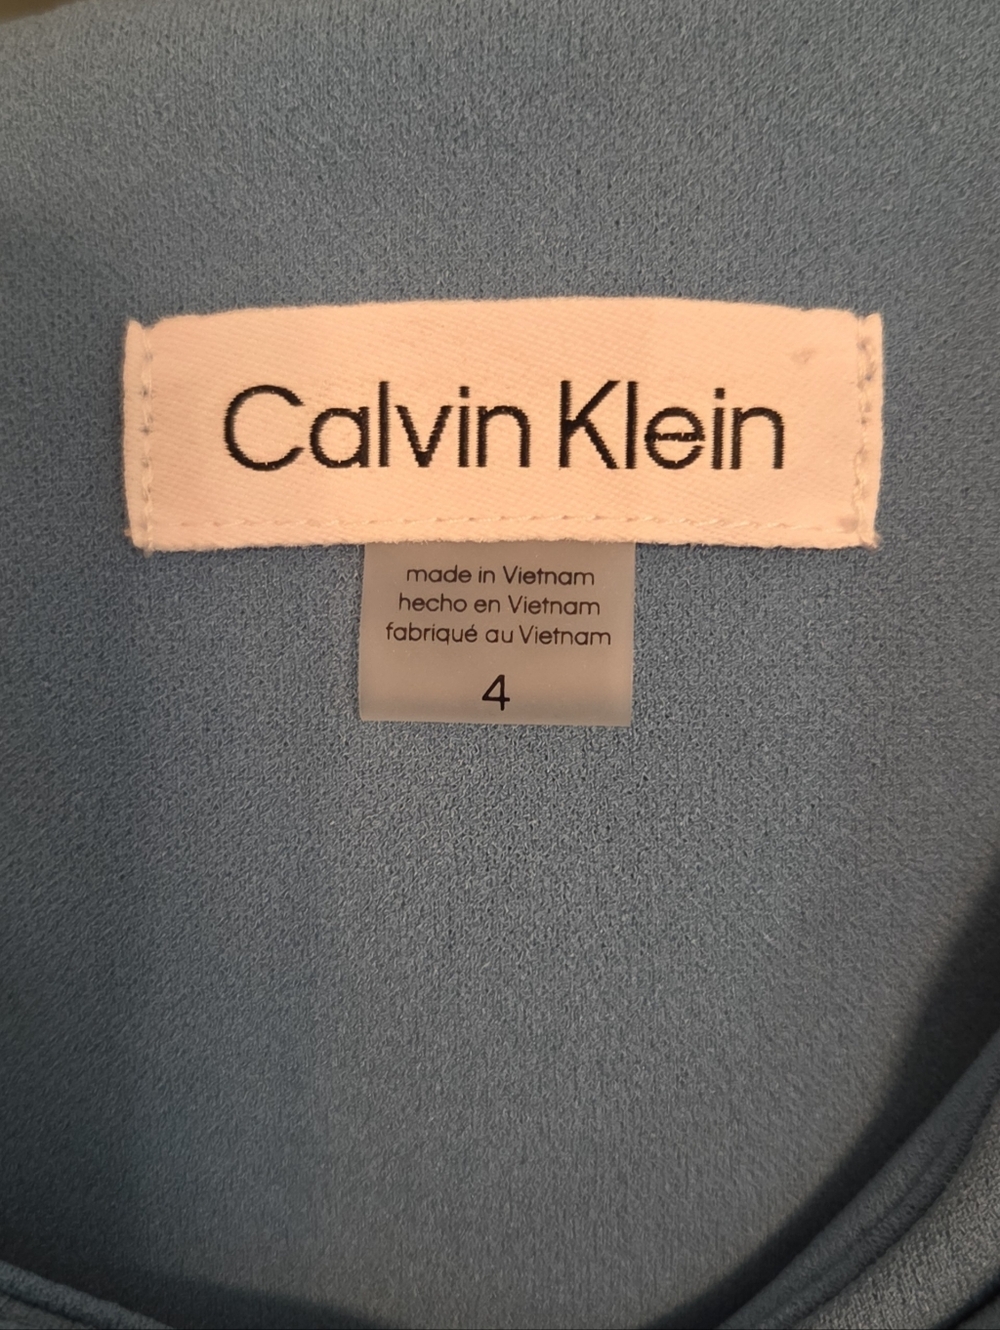 Calvin Klein
made in Vietnam
hecho en Vietnam
fabriqué au Vietnam
4